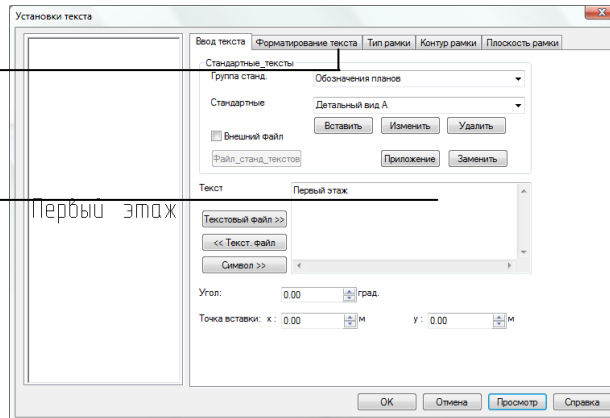 Установки текста
Ввод текста Форматирование текста Тип рамки Контур рамки Плоскость рамки
Стандартные_тексты
Группа станд. Обозначения планов
Стандартные Детальный вид А
Вставить Изменить Удалить
Внешний файл
Файл_станд_текстов Приложение Заменить
Текст Первый этаж
Первый этаж
Текстовый файл >>
<< Текст. файл
Символ >>
Угол: 0.00 град.
Точка вставки: x : 0.00 м y : 0.00 м
OK Отмена Просмотр Справка